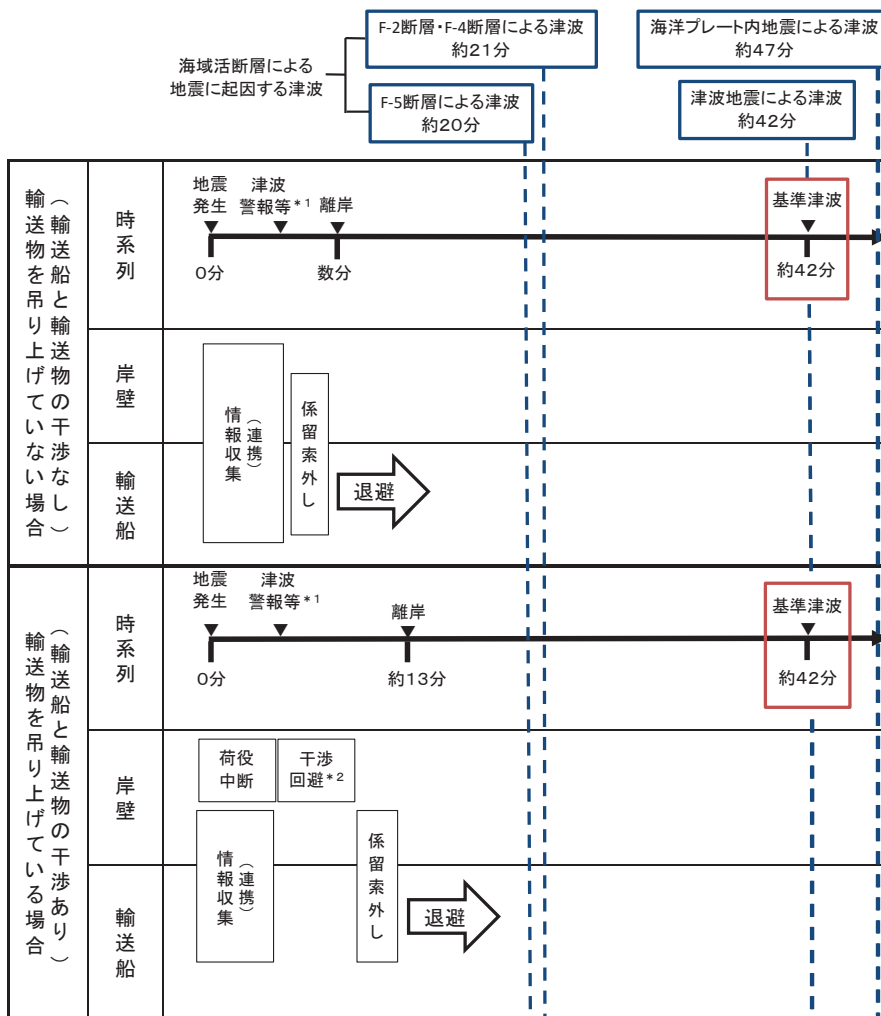 F-2断層・F-4断層による津波
約21分
海洋プレート内地震による津波
約47分
海域活断層による
地震に起因する津波
F-5断層による津波
約20分
津波地震による津波
約42分
輸送物を吊り上げていない場合
（輸送船と輸送物の干渉なし）
時系列
地震
発生
津波
警報等*1
離岸
基準津波
0分
数分
約42分
岸壁
情報収集
（連携）
係留索外し
輸送船
退避
輸送物を吊り上げている場合
（輸送船と輸送物の干渉あり）
時系列
地震
発生
津波
警報等*1
離岸
基準津波
0分
約13分
約42分
岸壁
荷役
中断
干渉
回避*2
情報収集
（連携）
係留索外し
輸送船
退避